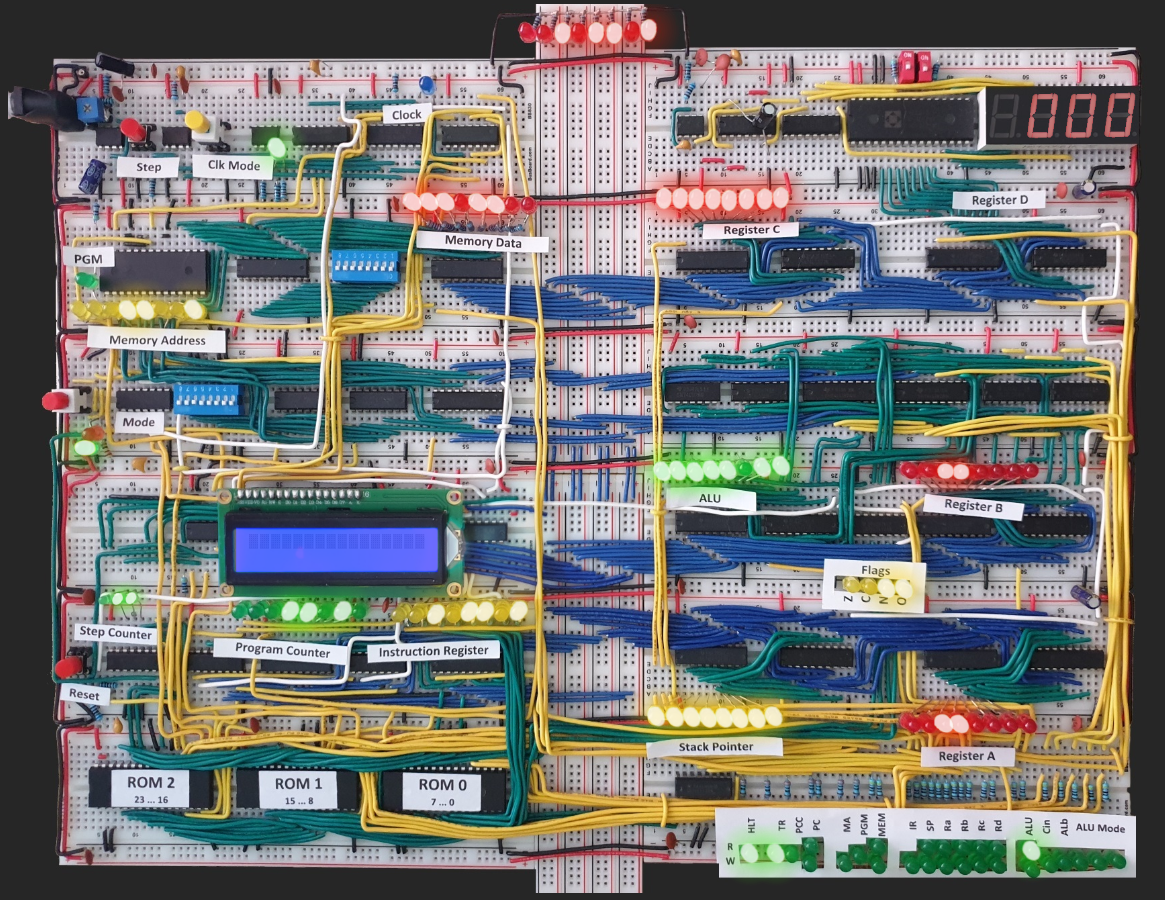 Clock
000
Step
Clk Mode
Register D
Register C
Memory Data
PGM
Memory Address
Mode
ALU
Register B
Flags
Z
C
N
O
Step Counter
Program Counter
Instruction Register
Reset
Stack Pointer
Register A
ROM 2
23 ... 16
ROM 1
15 ... 8
ROM 0
7 ... 0
HLT TR PCC PC MA PGM MEM IR SP Ra Rb Rc Rd ALU Cin ALb ALU Mode
R
W